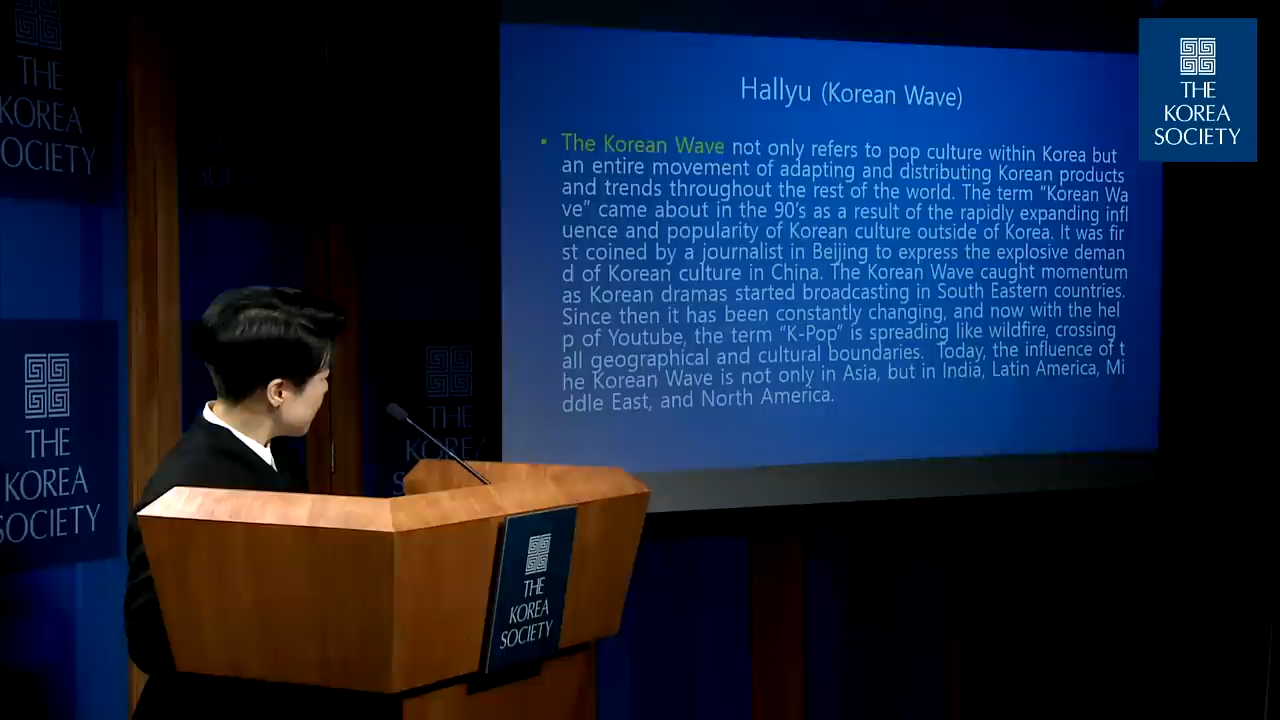 THE
KOREA
SOCIETY
Hallyu (Korean Wave)
• The Korean Wave not only refers to pop culture within Korea but
an entire movement of adapting and distributing Korean products
and trends throughout the rest of the world. The term “Korean Wa
ve” came about in the 90's as a result of the rapidly expanding infl
uence and popularity of Korean culture outside of Korea. It was fir
st coined by a journalist in Beijing to express the explosive deman
d of Korean culture in China. The Korean Wave caught momentum
as Korean dramas started broadcasting in South Eastern countries.
Since then it has been constantly changing, and now with the hel
p of Youtube, the term “K-Pop” is spreading like wildfire, crossing
all geographical and cultural boundaries.  Today, the influence of t
he Korean Wave is not only in Asia, but in India, Latin America, Mi
ddle East, and North America.
THE
KOREA
SOCIETY
THE
KOREA
SOCIETY
THE
KOREA
THE
KOREA
SOCIETY